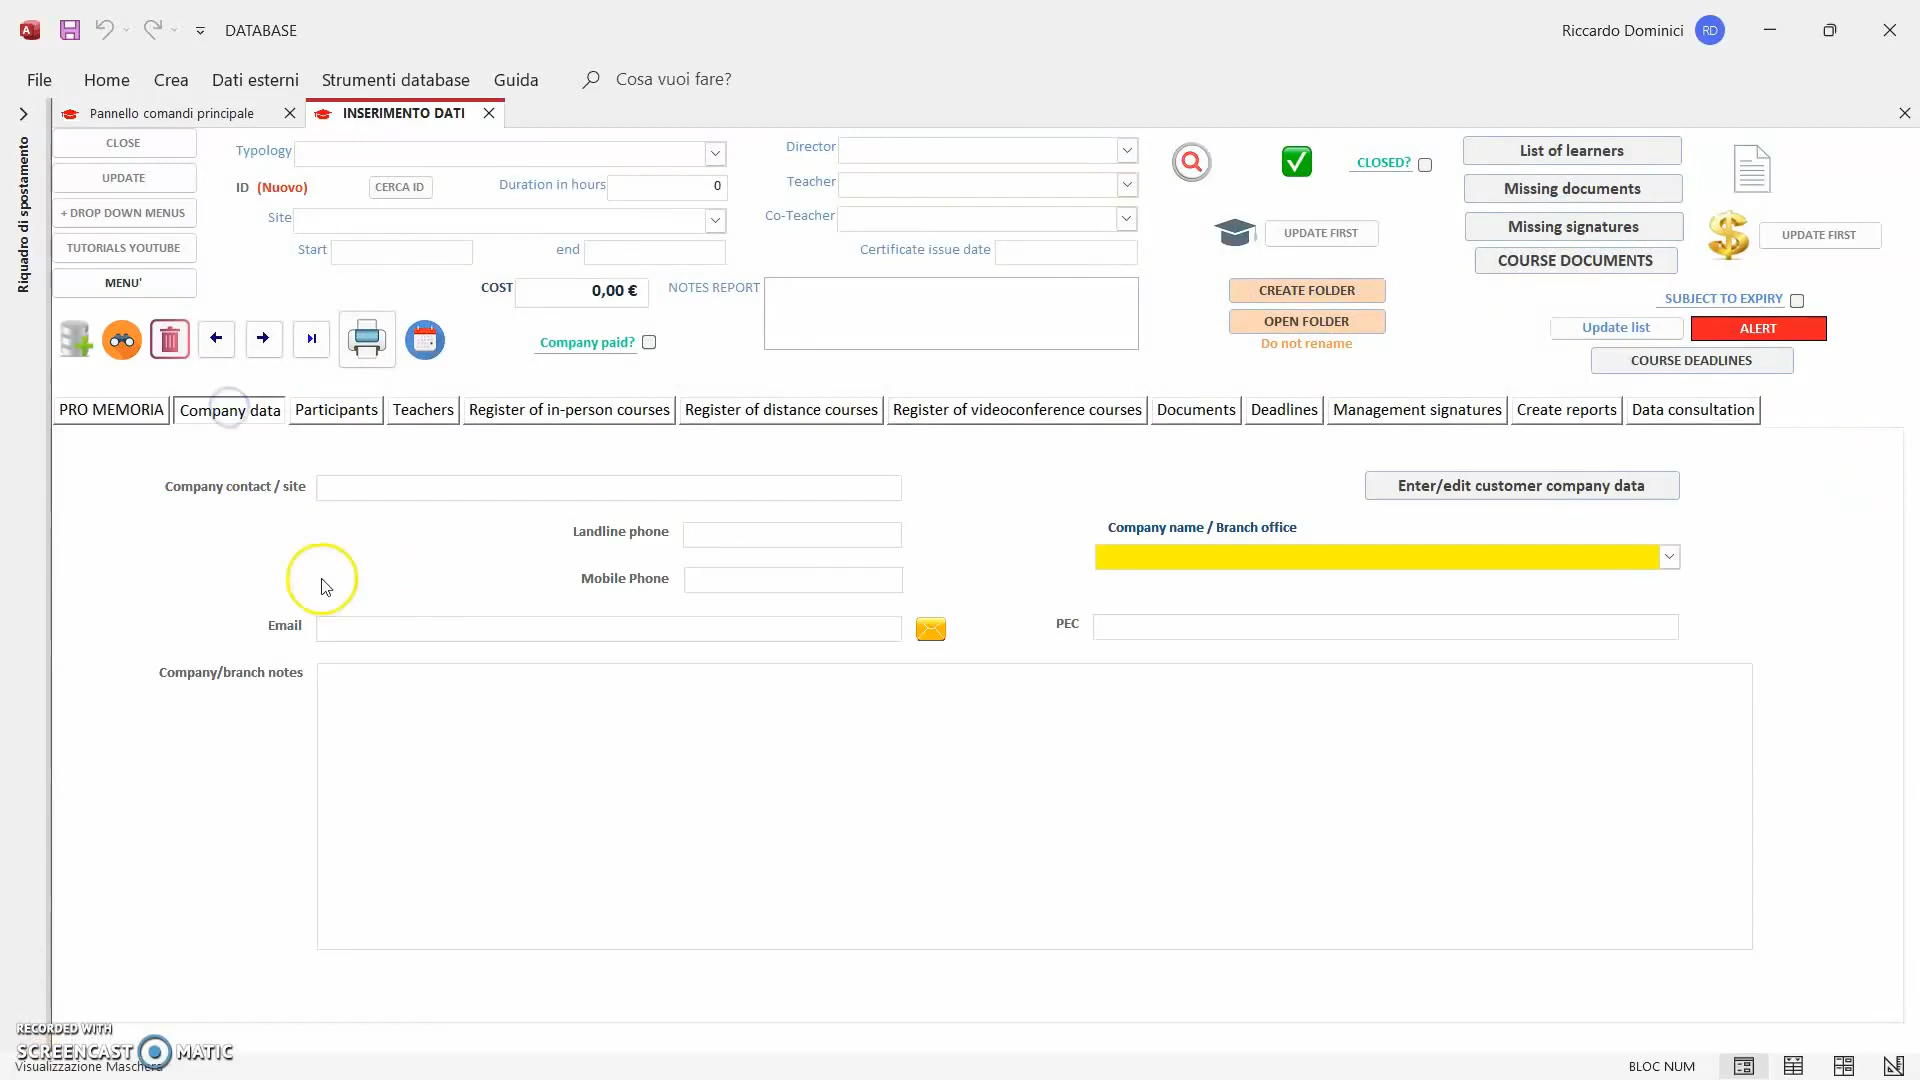 DATABASE
Riccardo Dominici RD
File Home Crea Dati esterni Strumenti database Guida Cosa vuoi fare?
Pannello comandi principale INSERIMENTO DATI
Riquadro di spostamento
CLOSE
UPDATE
+ DROP DOWN MENUS
TUTORIALS YOUTUBE
MENU'
Typology
ID (Nuovo) CERCA ID Duration in hours 0
Site
Start end
COST 0,00 €
Company paid?
Director
Teacher
Co-Teacher
Certificate issue date
NOTES REPORT
CLOSED?
UPDATE FIRST
CREATE FOLDER
OPEN FOLDER
Do not rename
List of learners
Missing documents
Missing signatures
COURSE DOCUMENTS
UPDATE FIRST
SUBJECT TO EXPIRY
Update list ALERT
COURSE DEADLINES
PRO MEMORIA Company data Participants Teachers Register of in-person courses Register of distance courses Register of videoconference courses Documents Deadlines Management signatures Create reports Data consultation
Company contact / site
Enter/edit customer company data
Landline phone
Company name / Branch office
Mobile Phone
Email
PEC
Company/branch notes
RECORDED WITH
SCREENCAST MATIC
Visualizzazione Maschera
BLOC NUM